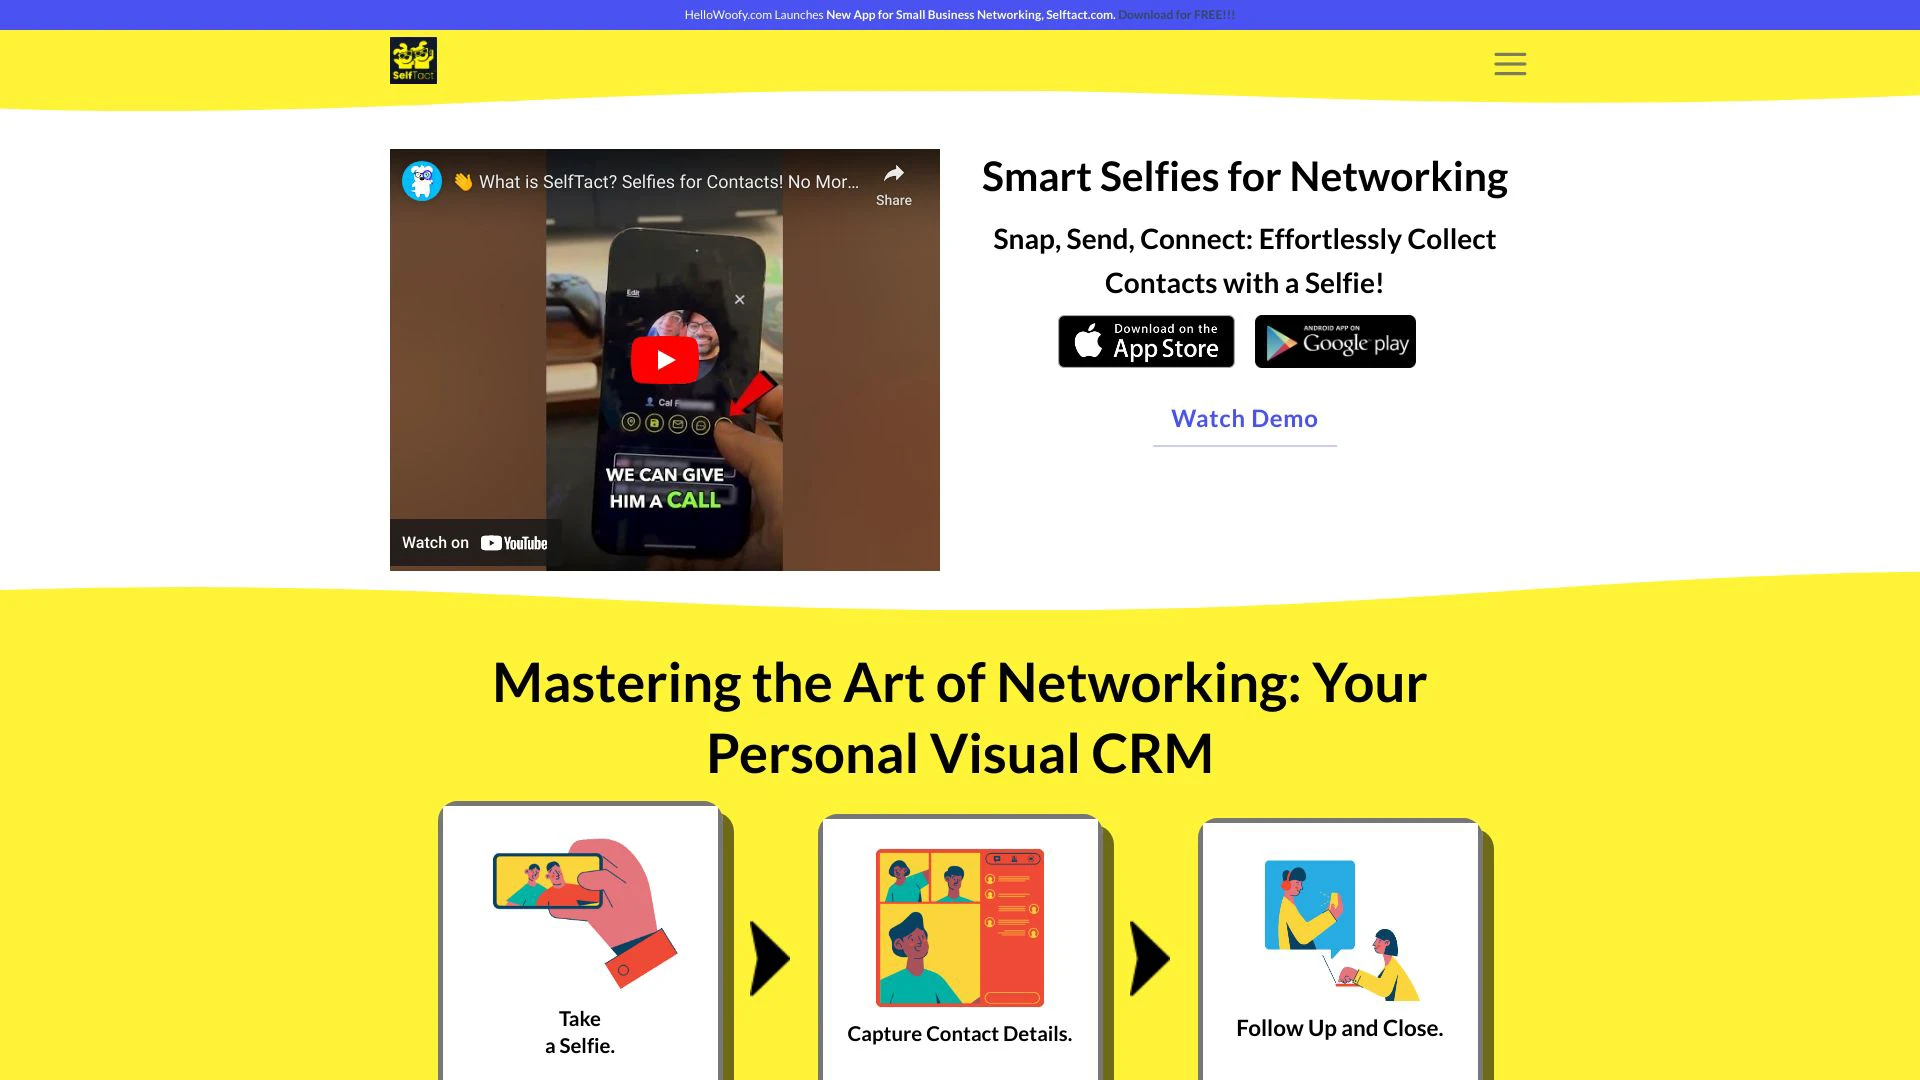 HelloWoofy.com Launches New App for Small Business Networking, Selftact.com. Download for FREE!!!
SelfTact
👋 What is SelfTact? Selfies for Contacts! No Mor...
Share
Edit
Cal
WE CAN GIVE
HIM A CALL
Watch on YouTube
Smart Selfies for Networking
Snap, Send, Connect: Effortlessly Collect
Contacts with a Selfie!
Download on the
App Store
ANDROID APP ON
Google play
Watch Demo
Mastering the Art of Networking: Your
Personal Visual CRM
Take
a Selfie.
Capture Contact Details.
Follow Up and Close.